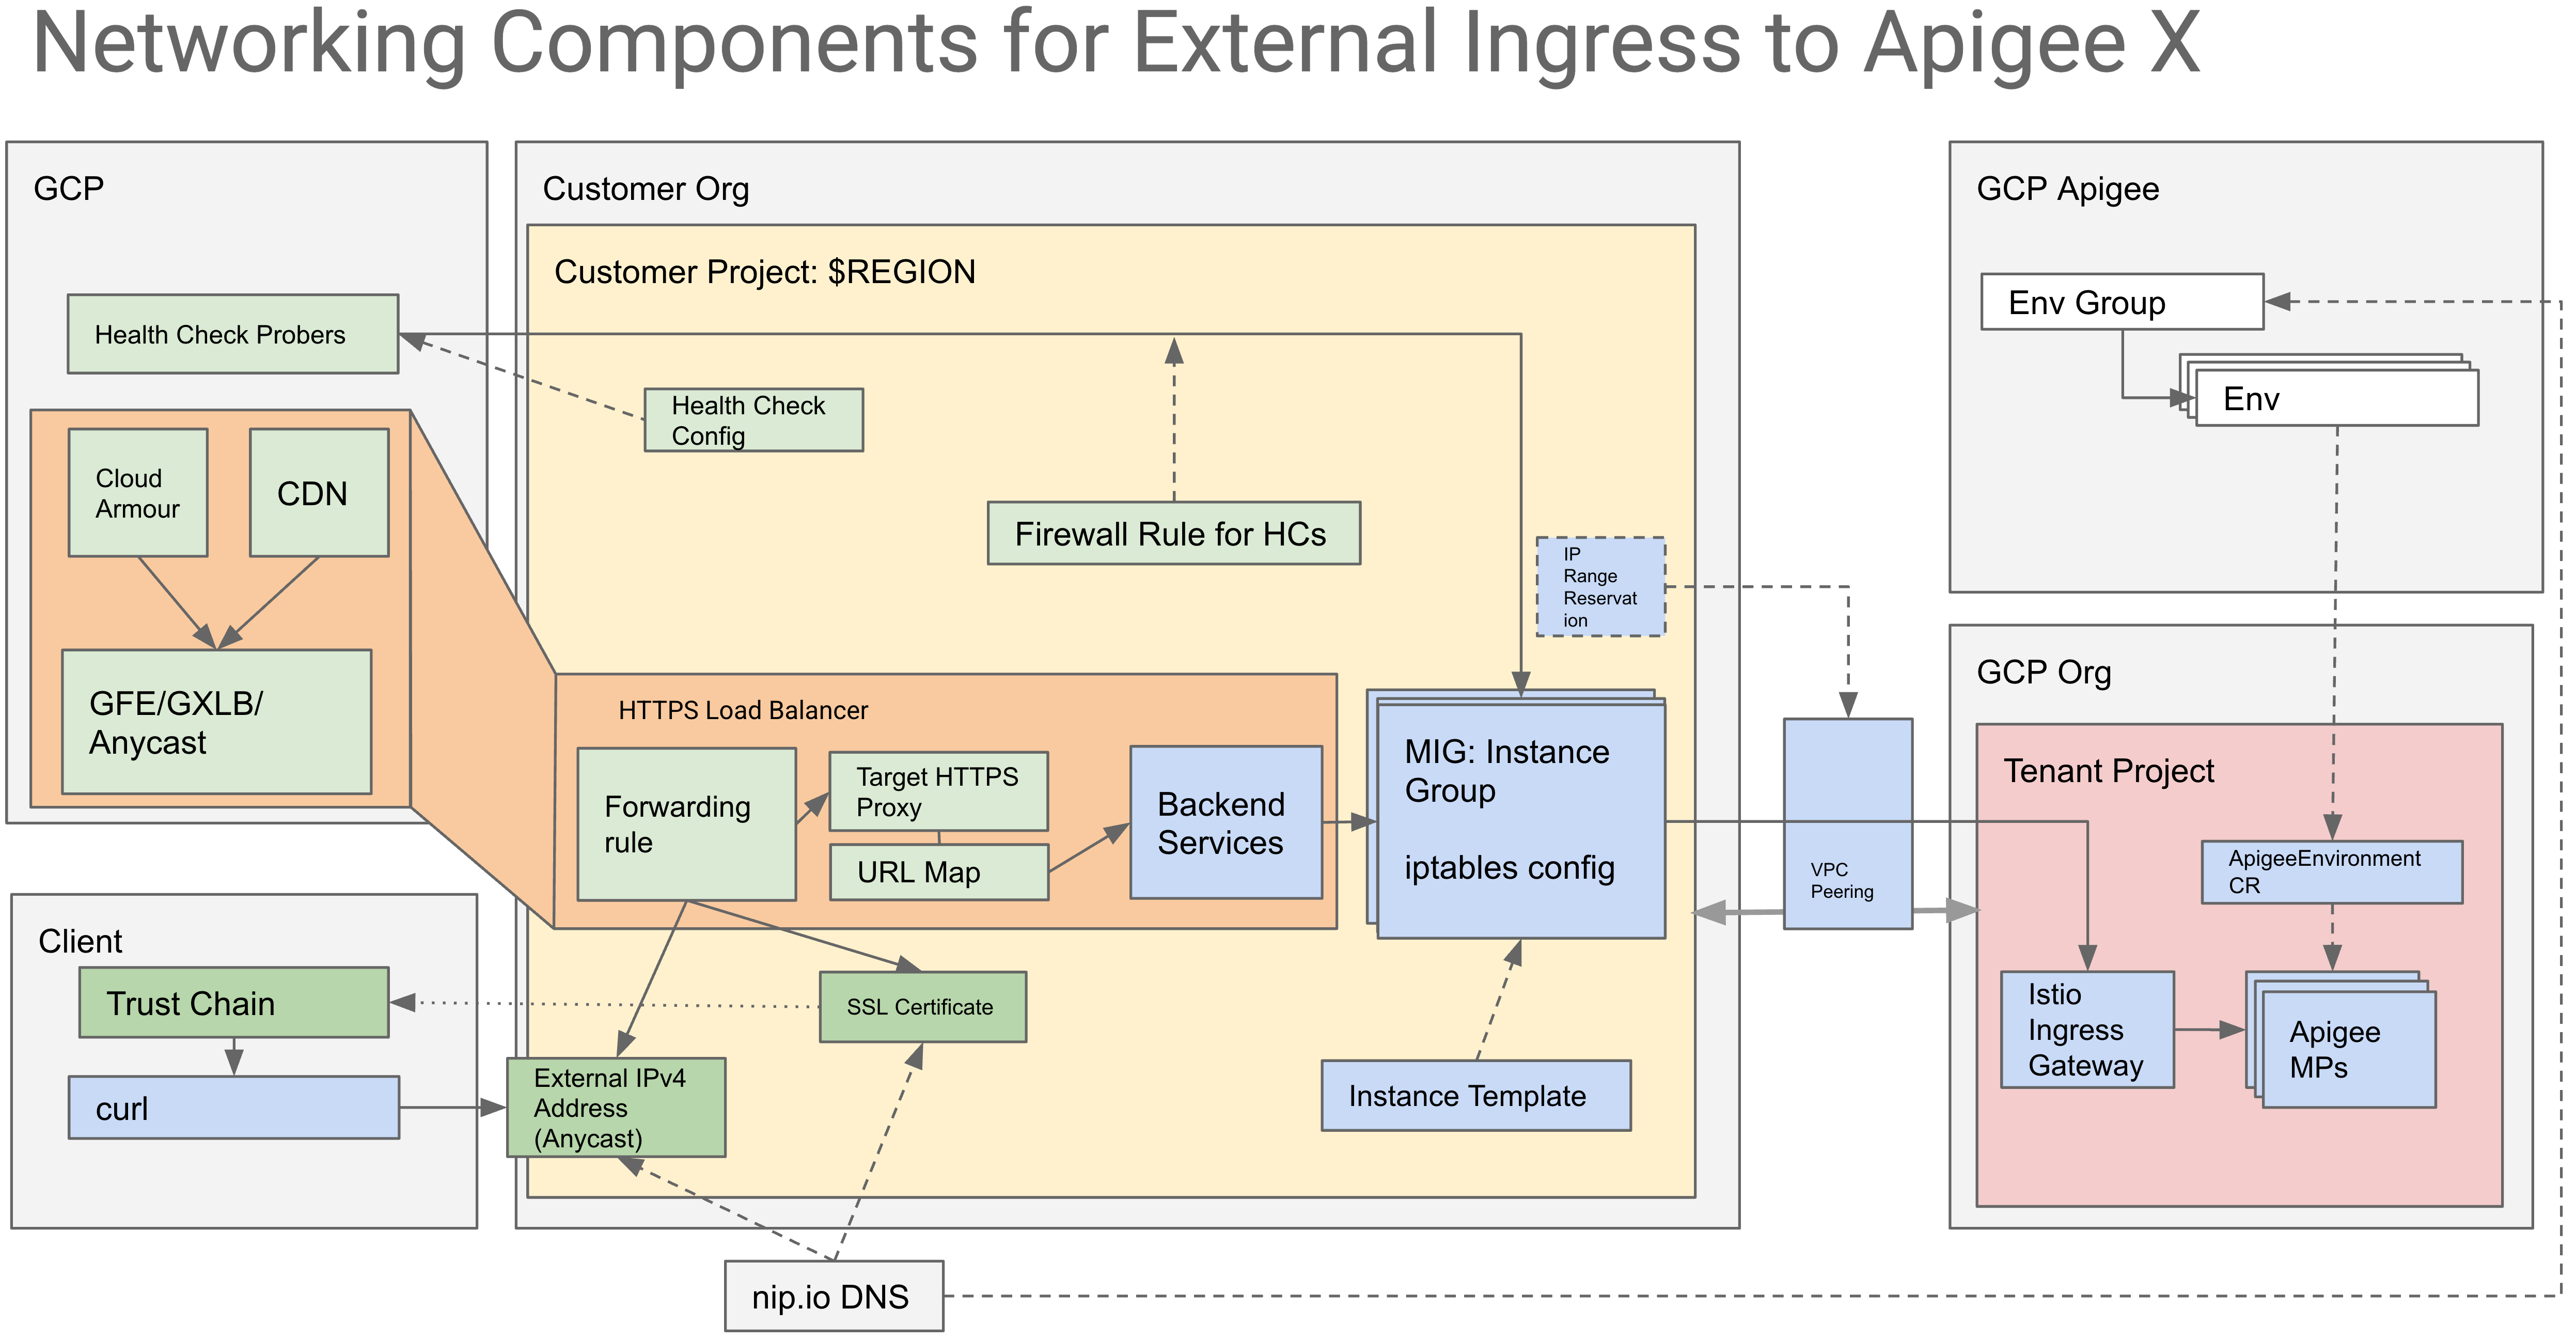 Networking Components for External Ingress to Apigee X
GCP
Health Check Probers
Cloud
Armour
CDN
GFE/GXLB/
Anycast
Client
Trust Chain
curl
Customer Org
Customer Project: $REGION
Health Check
Config
Firewall Rule for HCs
IP
Range
Reservat
ion
HTTPS Load Balancer
Forwarding
rule
Target HTTPS
Proxy
URL Map
Backend
Services
MIG: Instance
Group
iptables config
SSL Certificate
External IPv4
Address
(Anycast)
Instance Template
nip.io DNS
VPC
Peering
GCP Apigee
Env Group
Env
GCP Org
Tenant Project
ApigeeEnvironment
CR
Istio
Ingress
Gateway
Apigee
MPs